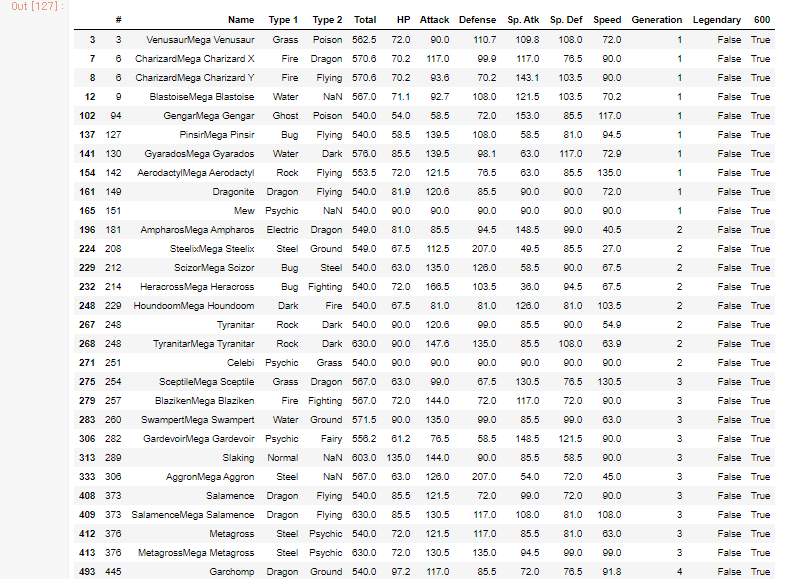 Out [127] :
# Name Type 1 Type 2 Total HP Attack Defense Sp. Atk Sp. Def Speed Generation Legendary 600
3 3 VenusaurMega Venusaur Grass Poison 562.5 72.0 90.0 110.7 109.8 108.0 72.0 1 False True
7 6 CharizardMega Charizard X Fire Dragon 570.6 70.2 117.0 99.9 117.0 76.5 90.0 1 False True
8 6 CharizardMega Charizard Y Fire Flying 570.6 70.2 93.6 70.2 143.1 103.5 90.0 1 False True
12 9 BlastoiseMega Blastoise Water NaN 567.0 71.1 92.7 108.0 121.5 103.5 70.2 1 False True
102 94 GengarMega Gengar Ghost Poison 540.0 54.0 58.5 72.0 153.0 85.5 117.0 1 False True
137 127 PinsirMega Pinsir Bug Flying 540.0 58.5 139.5 108.0 58.5 81.0 94.5 1 False True
141 130 GyaradosMega Gyarados Water Dark 576.0 85.5 139.5 98.1 63.0 117.0 72.9 1 False True
154 142 AerodactylMega Aerodactyl Rock Flying 553.5 72.0 121.5 76.5 63.0 85.5 135.0 1 False True
161 149 Dragonite Dragon Flying 540.0 81.9 120.6 85.5 90.0 90.0 72.0 1 False True
165 151 Mew Psychic NaN 540.0 90.0 90.0 90.0 90.0 90.0 90.0 1 False True
196 181 AmpharosMega Ampharos Electric Dragon 549.0 81.0 85.5 94.5 148.5 99.0 40.5 2 False True
224 208 SteelixMega Steelix Steel Ground 549.0 67.5 112.5 207.0 49.5 85.5 27.0 2 False True
229 212 ScizorMega Scizor Bug Steel 540.0 63.0 135.0 126.0 58.5 90.0 67.5 2 False True
232 214 HeracrossMega Heracross Bug Fighting 540.0 72.0 166.5 103.5 36.0 94.5 67.5 2 False True
248 229 HoundoomMega Houndoom Dark Fire 540.0 67.5 81.0 81.0 126.0 81.0 103.5 2 False True
267 248 Tyranitar Rock Dark 540.0 90.0 120.6 99.0 85.5 90.0 54.9 2 False True
268 248 TyranitarMega Tyranitar Rock Dark 630.0 90.0 147.6 135.0 85.5 108.0 63.9 2 False True
271 251 Celebi Psychic Grass 540.0 90.0 90.0 90.0 90.0 90.0 90.0 2 False True
275 254 SceptileMega Sceptile Grass Dragon 567.0 63.0 99.0 67.5 130.5 76.5 130.5 3 False True
279 257 BlazikenMega Blaziken Fire Fighting 567.0 72.0 144.0 72.0 117.0 72.0 90.0 3 False True
283 260 SwampertMega Swampert Water Ground 571.5 90.0 135.0 99.0 85.5 99.0 63.0 3 False True
306 282 GardevoirMega Gardevoir Psychic Fairy 556.2 61.2 76.5 58.5 148.5 121.5 90.0 3 False True
313 289 Slaking Normal NaN 603.0 135.0 144.0 90.0 85.5 58.5 90.0 3 False True
333 306 AggronMega Aggron Steel NaN 567.0 63.0 126.0 207.0 54.0 72.0 45.0 3 False True
408 373 Salamence Dragon Flying 540.0 85.5 121.5 72.0 99.0 72.0 90.0 3 False True
409 373 SalamenceMega Salamence Dragon Flying 630.0 85.5 130.5 117.0 108.0 81.0 108.0 3 False True
412 376 Metagross Steel Psychic 540.0 72.0 121.5 117.0 85.5 81.0 63.0 3 False True
413 376 MetagrossMega Metagross Steel Psychic 630.0 72.0 130.5 135.0 94.5 99.0 99.0 3 False True
493 445 Garchomp Dragon Ground 540.0 97.2 117.0 85.5 72.0 76.5 91.8 4 False True